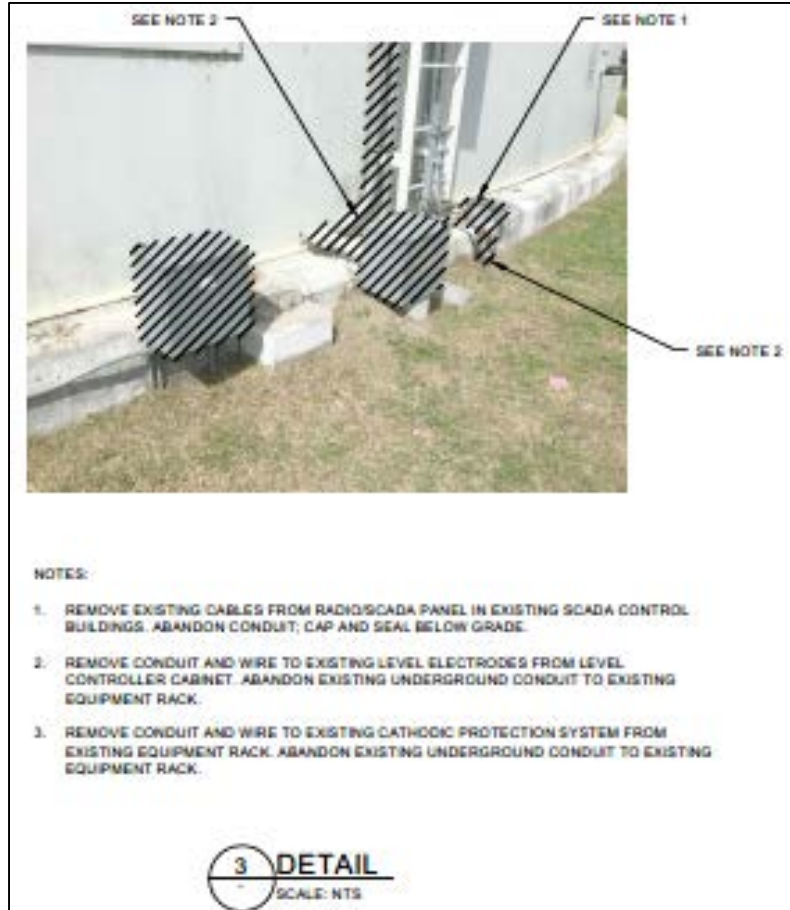 SEE NOTE 2
SEE NOTE 1
SEE NOTE 2
NOTES:
1. REMOVE EXISTING CABLES FROM RADIO/SCADA PANEL IN EXISTING SCADA CONTROL
BUILDINGS. ABANDON CONDUIT; CAP AND SEAL BELOW GRADE.
2. REMOVE CONDUIT AND WIRE TO EXISTING LEVEL ELECTRODES FROM LEVEL
CONTROLLER CABINET. ABANDON EXISTING UNDERGROUND CONDUIT TO EXISTING
EQUIPMENT RACK.
3. REMOVE CONDUIT AND WIRE TO EXISTING CATHODIC PROTECTION SYSTEM FROM
EXISTING EQUIPMENT RACK. ABANDON EXISTING UNDERGROUND CONDUIT TO EXISTING
EQUIPMENT RACK.
3 DETAIL
- SCALE: NTS